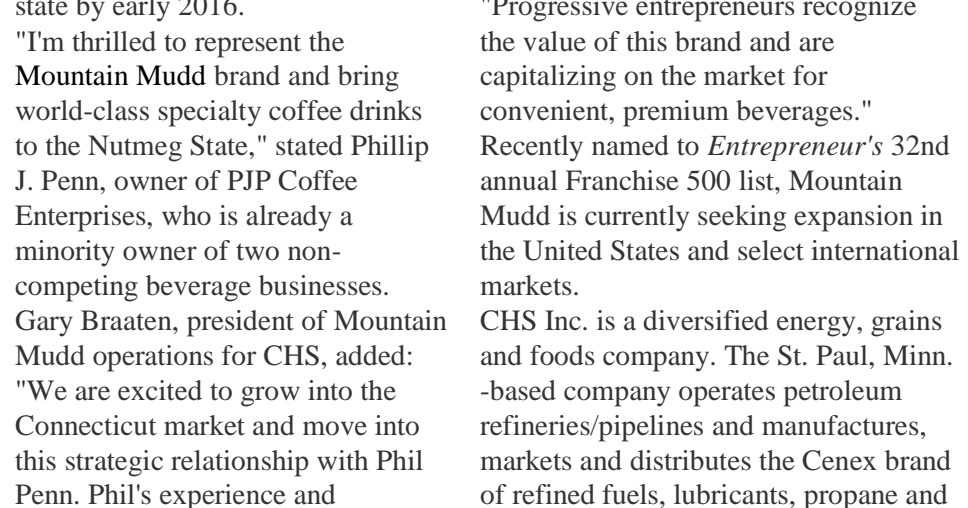 state by early 2016.
"I'm thrilled to represent the
Mountain Mudd brand and bring
world-class specialty coffee drinks
to the Nutmeg State," stated Phillip
J. Penn, owner of PJP Coffee
Enterprises, who is already a
minority owner of two non-
competing beverage businesses.
Gary Braaten, president of Mountain
Mudd operations for CHS, added:
"We are excited to grow into the
Connecticut market and move into
this strategic relationship with Phil
Penn. Phil's experience and
"Progressive entrepreneurs recognize
the value of this brand and are
capitalizing on the market for
convenient, premium beverages."
Recently named to Entrepreneur's 32nd
annual Franchise 500 list, Mountain
Mudd is currently seeking expansion in
the United States and select international
markets.
CHS Inc. is a diversified energy, grains
and foods company. The St. Paul, Minn.
-based company operates petroleum
refineries/pipelines and manufactures,
markets and distributes the Cenex brand
of refined fuels, lubricants, propane and